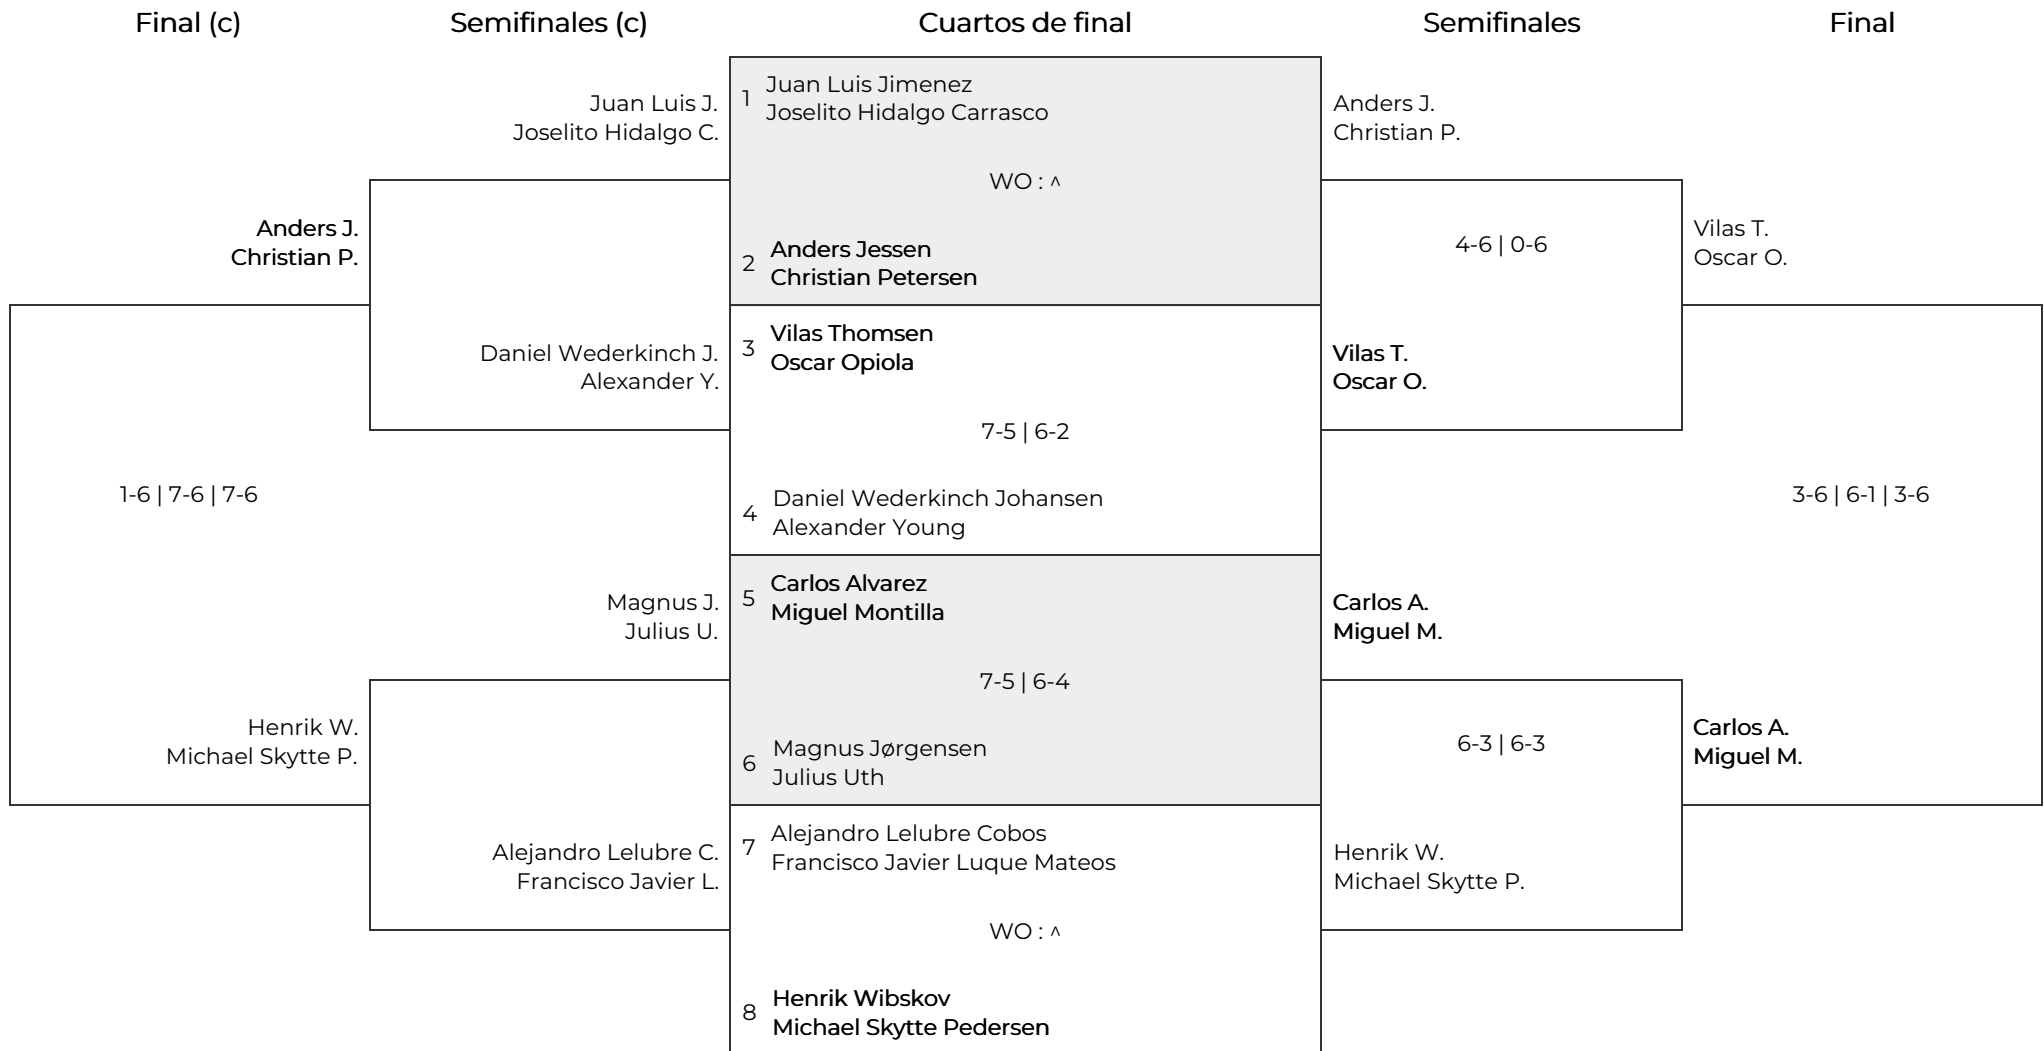 Final (c)
Semifinales (c)
Cuartos de final
Semifinales
Final
Anders J.
Christian P.
1-6 | 7-6 | 7-6
Henrik W.
Michael Skytte P.
Juan Luis J.
Joselito Hidalgo C.
Daniel Wederkinch J.
Alexander Y.
Magnus J.
Julius U.
Alejandro Lelubre C.
Francisco Javier L.
1 Juan Luis Jimenez
Joselito Hidalgo Carrasco
WO : ^
2 Anders Jessen
Christian Petersen
3 Vilas Thomsen
Oscar Opiola
7-5 | 6-2
4 Daniel Wederkinch Johansen
Alexander Young
5 Carlos Alvarez
Miguel Montilla
7-5 | 6-4
6 Magnus Jørgensen
Julius Uth
7 Alejandro Lelubre Cobos
Francisco Javier Luque Mateos
WO : ^
8 Henrik Wibskov
Michael Skytte Pedersen
Anders J.
Christian P.
4-6 | 0-6
Vilas T.
Oscar O.
Carlos A.
Miguel M.
6-3 | 6-3
Henrik W.
Michael Skytte P.
Vilas T.
Oscar O.
3-6 | 6-1 | 3-6
Carlos A.
Miguel M.